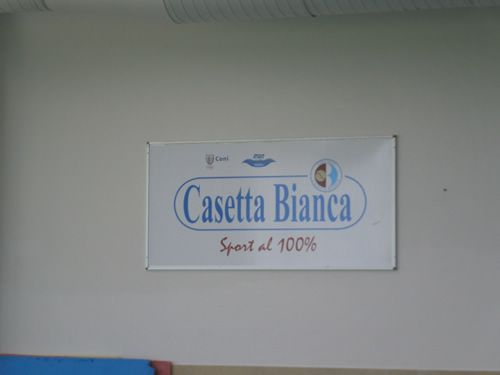 Coni
Casetta Bianca
Sport al 100%